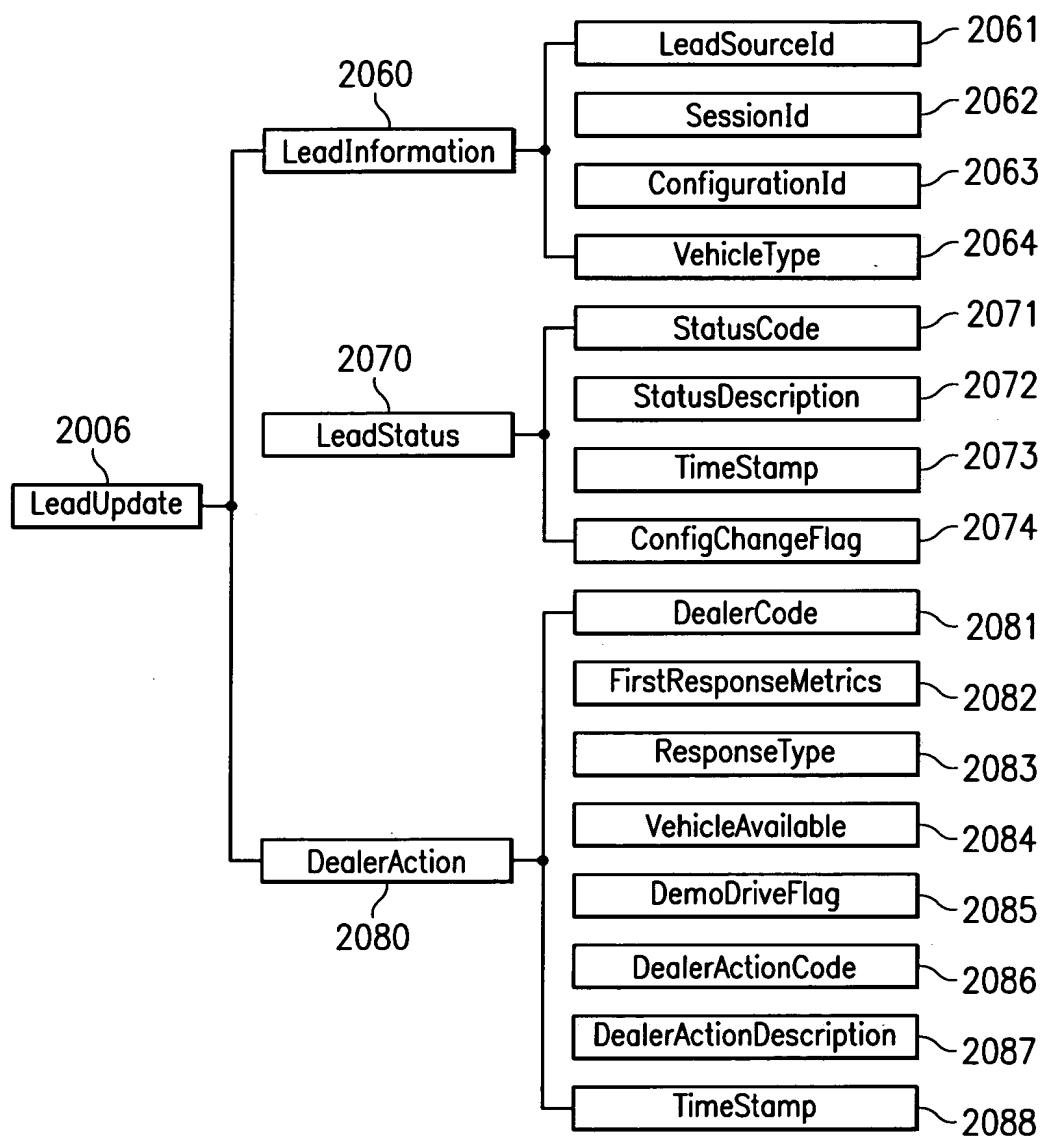 LeadSourceId 2061
2060
SessionId 2062
LeadInformation
ConfigurationId 2063
VehicleType 2064
StatusCode 2071
2070
StatusDescription 2072
LeadStatus
2006
TimeStamp 2073
LeadUpdate
ConfigChangeFlag 2074
DealerCode 2081
FirstResponseMetrics 2082
ResponseType 2083
VehicleAvailable 2084
DealerAction
DemoDriveFlag 2085
2080
DealerActionCode 2086
DealerActionDescription 2087
TimeStamp 2088